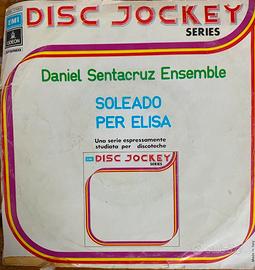 DISC JOCKEY
SERIES
EMI
ODEON
Daniel Sentacruz Ensemble
SOLEADO
PER ELISA
Una serie espressamente
studiata per discoteche
DISC JOCKEY
SERIES